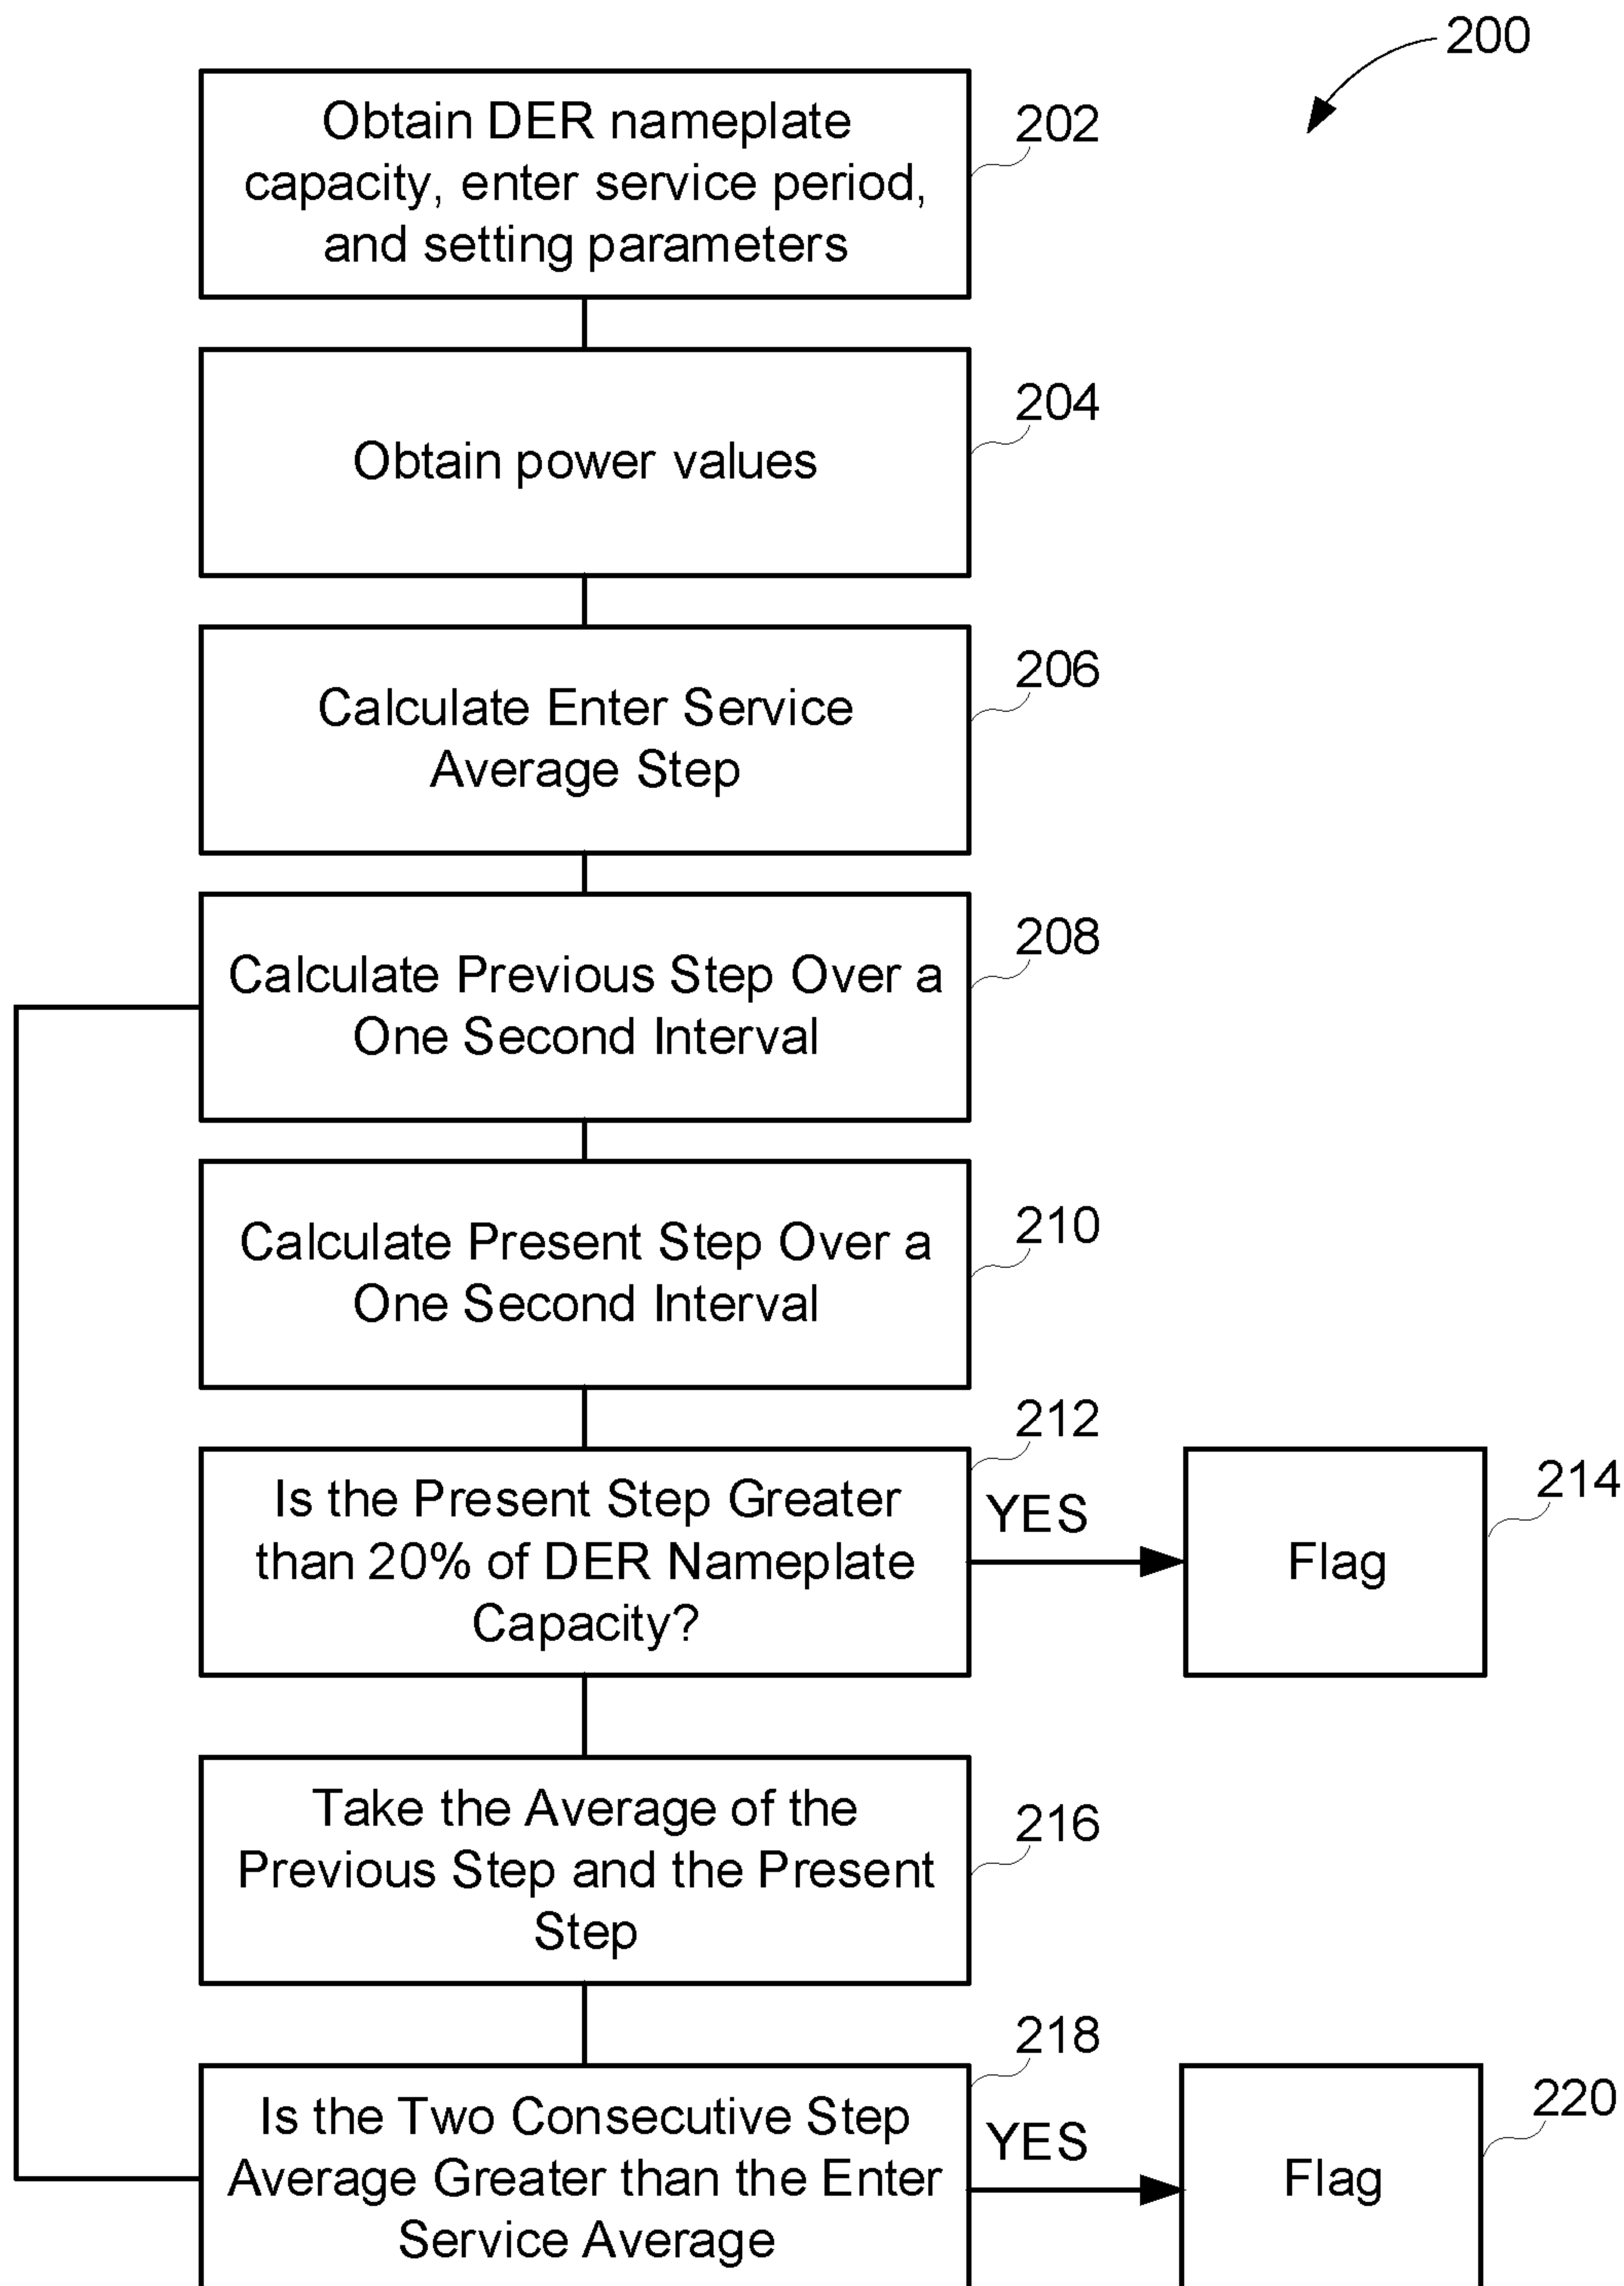 200
Obtain DER nameplate
capacity, enter service period,
and setting parameters
202
Obtain power values
204
Calculate Enter Service
Average Step
206
Calculate Previous Step Over a
One Second Interval
208
Calculate Present Step Over a
One Second Interval
210
Is the Present Step Greater
than 20% of DER Nameplate
Capacity?
212
YES
Flag
214
Take the Average of the
Previous Step and the Present
Step
216
Is the Two Consecutive Step
Average Greater than the Enter
Service Average
218
YES
Flag
220